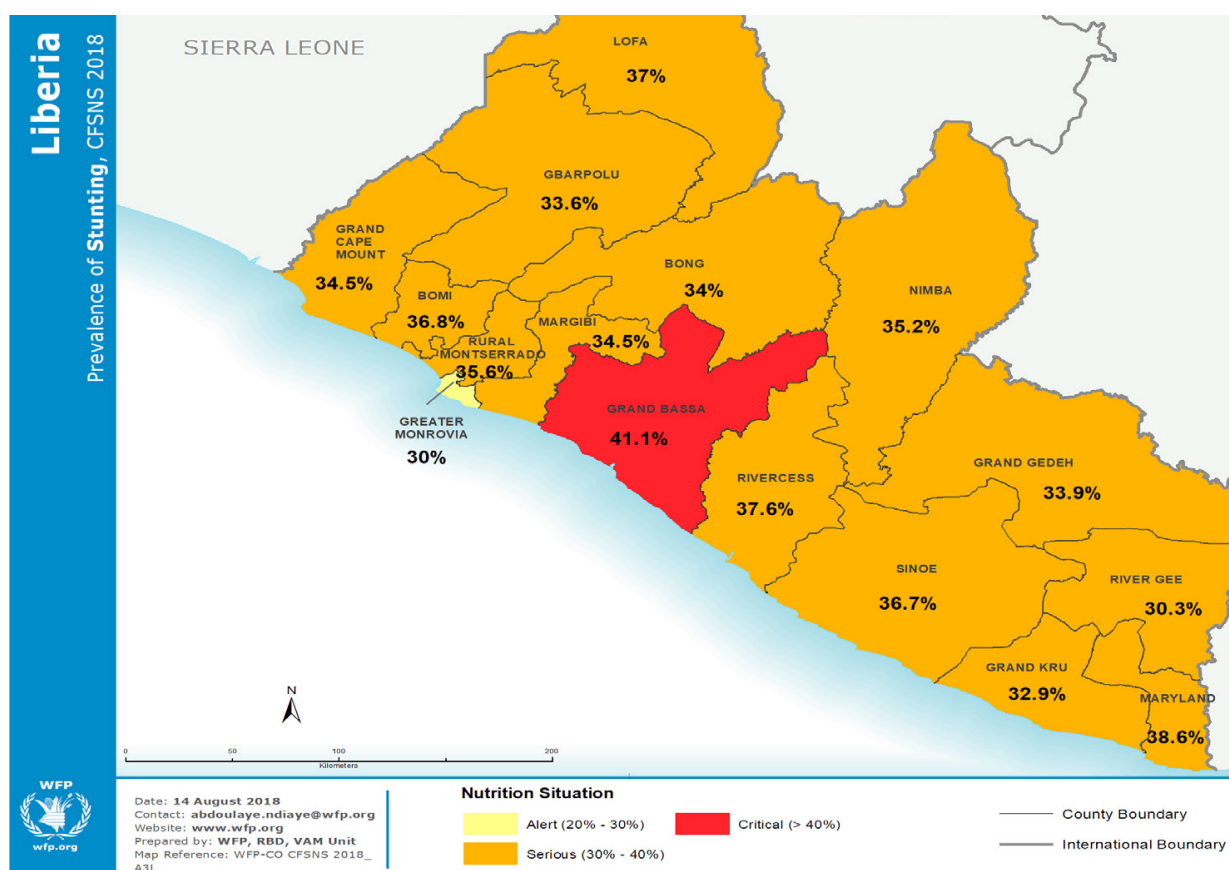 Liberia
Prevalence of Stunting, CFSNS 2018
SIERRA LEONE
LOFA
37%
GBARPOLU
33.6%
GRAND
CAPE
MOUNT
34.5%
BONG
34%
NIMBA
35.2%
BOMI
36.8%
MARGIBI
34.5%
RURAL
MONTSERRADO
35.6%
GREATER
MONROVIA
30%
GRAND BASSA
41.1%
RIVERCESS
37.6%
GRAND GEDEH
33.9%
SINOE
36.7%
RIVER GEE
30.3%
GRAND KRU
32.9%
MARYLAND
38.6%
N
0 50 100 200
Kilometers
WFP
wfp.org
Date: 14 August 2018
Contact: abdoulaye.ndiaye@wfp.org
Website: www.wfp.org
Prepared by: WFP, RBD, VAM Unit
Map Reference: WFP-CO CFSNS 2018_
A3L
Nutrition Situation
Alert (20% - 30%)
Critical (> 40%)
Serious (30% - 40%)
County Boundary
International Boundary